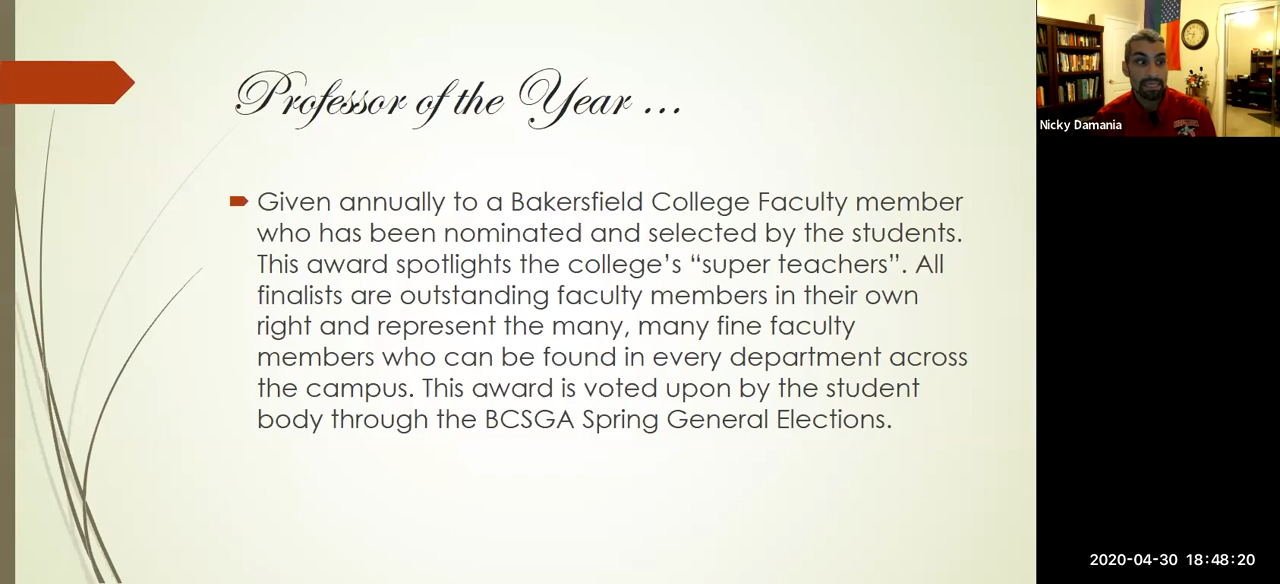 Professor of the Year ...
Given annually to a Bakersfield College Faculty member
who has been nominated and selected by the students.
This award spotlights the college’s “super teachers”. All
finalists are outstanding faculty members in their own
right and represent the many, many fine faculty
members who can be found in every department across
the campus. This award is voted upon by the student
body through the BCSGA Spring General Elections.
Nicky Damania
2020-04-30 18:48:20